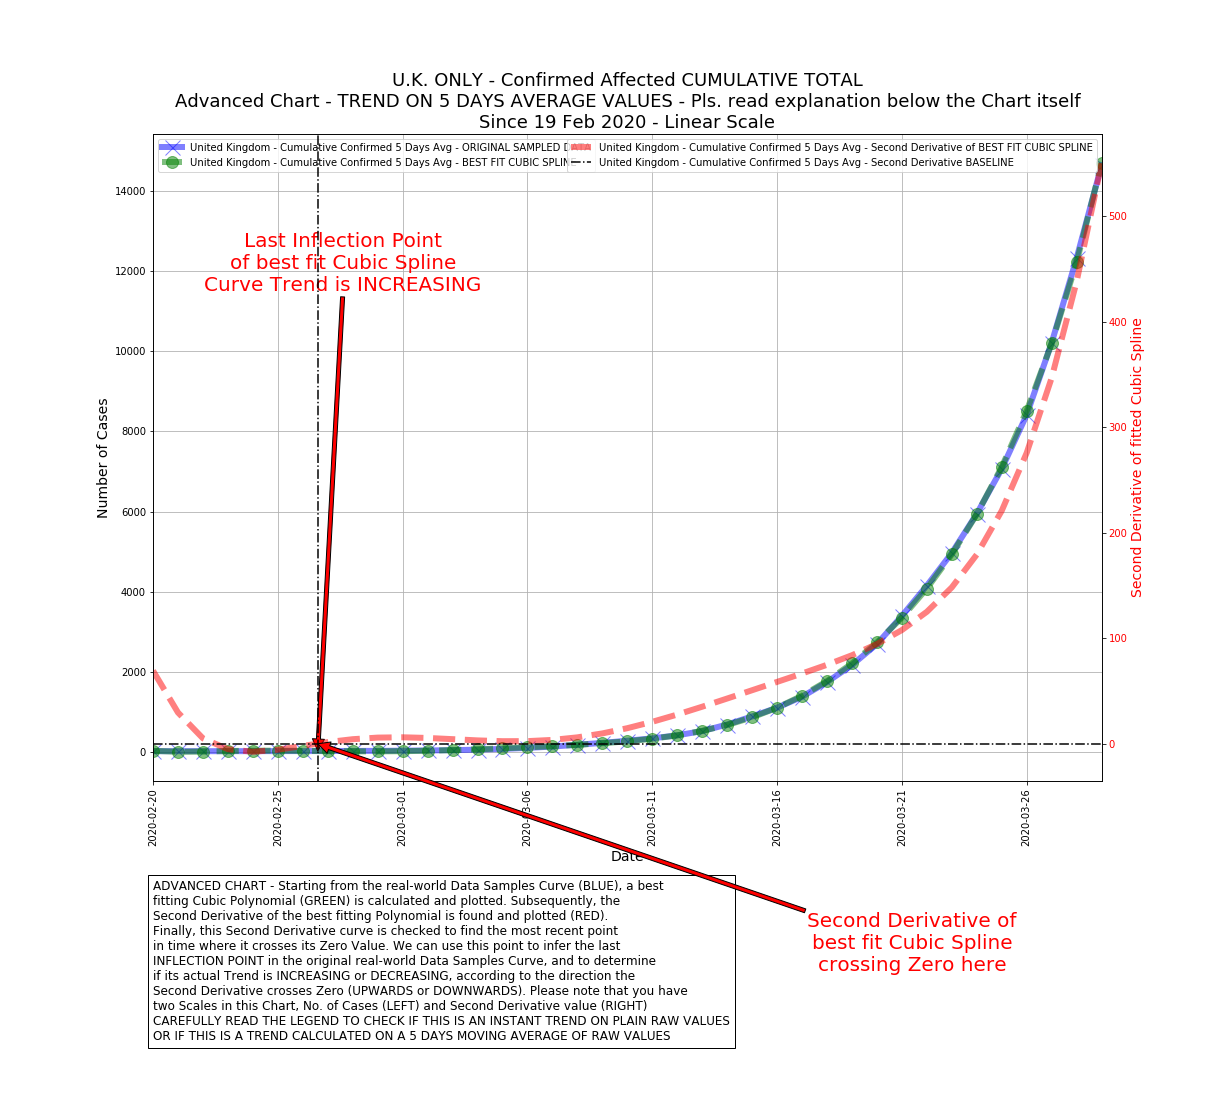 U.K. ONLY - Confirmed Affected CUMULATIVE TOTAL
Advanced Chart - TREND ON 5 DAYS AVERAGE VALUES - Pls. read explanation below the Chart itself
Since 19 Feb 2020 - Linear Scale
United Kingdom - Cumulative Confirmed 5 Days Avg - ORIGINAL SAMPLED DATA
United Kingdom - Cumulative Confirmed 5 Days Avg - BEST FIT CUBIC SPLINE
United Kingdom - Cumulative Confirmed 5 Days Avg - Second Derivative of BEST FIT CUBIC SPLINE
United Kingdom - Cumulative Confirmed 5 Days Avg - Second Derivative BASELINE
Last Inflection Point
of best fit Cubic Spline
Curve Trend is INCREASING
Number of Cases
14000
12000
10000
8000
6000
4000
2000
0
500
400
300
200
100
0
Second Derivative of fitted Cubic Spline
2020-02-20
2020-02-25
2020-03-01
2020-03-06
2020-03-11
2020-03-16
2020-03-21
2020-03-26
Date
ADVANCED CHART - Starting from the real-world Data Samples Curve (BLUE), a best
fitting Cubic Polynomial (GREEN) is calculated and plotted. Subsequently, the
Second Derivative of the best fitting Polynomial is found and plotted (RED).
Finally, this Second Derivative curve is checked to find the most recent point
in time where it crosses its Zero Value. We can use this point to infer the last
INFLECTION POINT in the original real-world Data Samples Curve, and to determine
if its actual Trend is INCREASING or DECREASING, according to the direction the
Second Derivative crosses Zero (UPWARDS or DOWNWARDS). Please note that you have
two Scales in this Chart, No. of Cases (LEFT) and Second Derivative value (RIGHT)
CAREFULLY READ THE LEGEND TO CHECK IF THIS IS AN INSTANT TREND ON PLAIN RAW VALUES
OR IF THIS IS A TREND CALCULATED ON A 5 DAYS MOVING AVERAGE OF RAW VALUES
Second Derivative of
best fit Cubic Spline
crossing Zero here